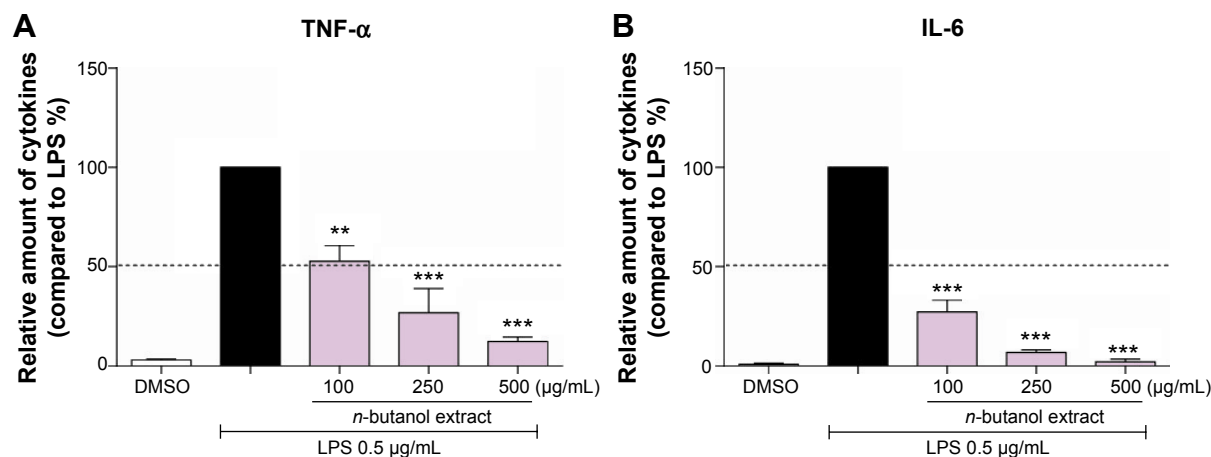 A
TNF-α
Relative amount of cytokines
(compared to LPS %)
150
100
50
0
**
***
***
DMSO
100
250
500 (µg/mL)
n-butanol extract
LPS 0.5 µg/mL
B
IL-6
Relative amount of cytokines
(compared to LPS %)
150
100
50
0
***
***
***
DMSO
100
250
500 (µg/mL)
n-butanol extract
LPS 0.5 µg/mL